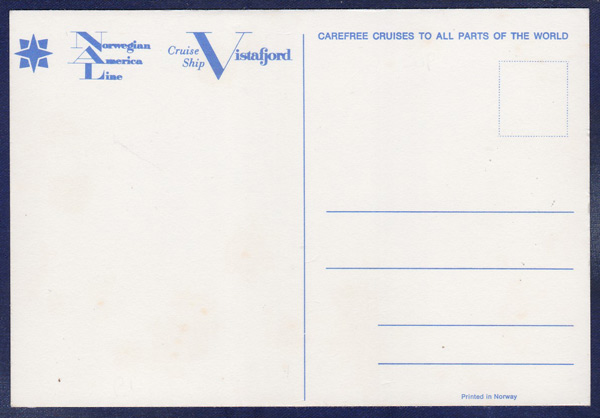 Norwegian
America
Line
Cruise
Ship
Vistafjord
CAREFREE CRUISES TO ALL PARTS OF THE WORLD
Printed in Norway